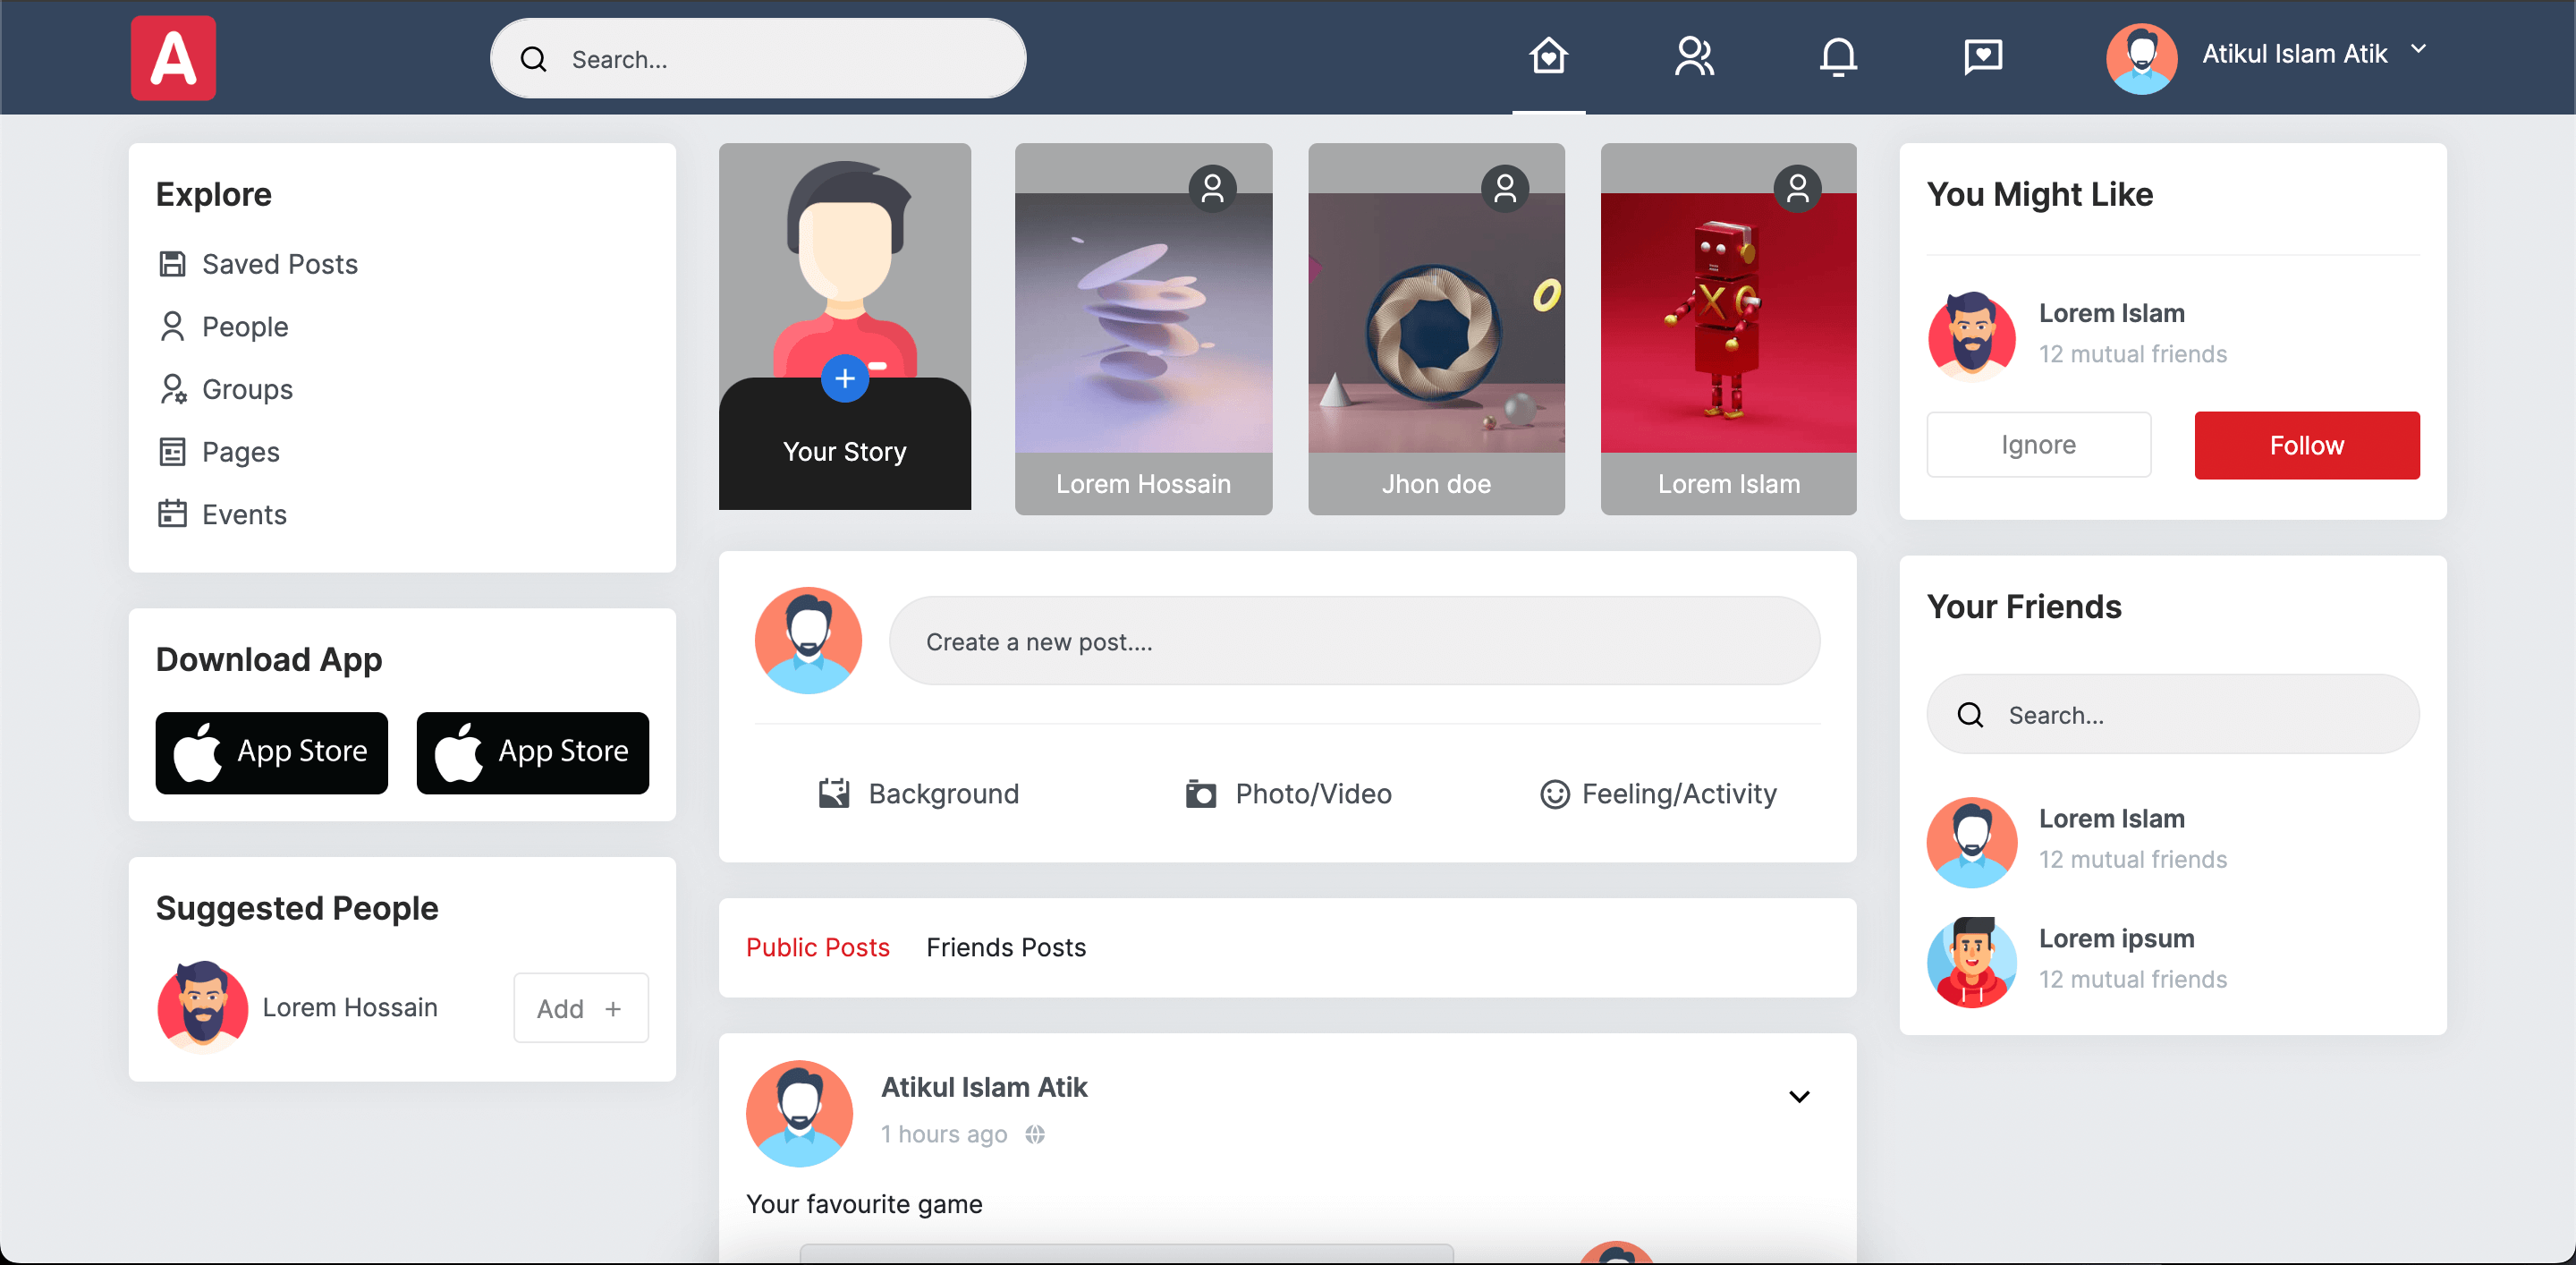 A
Search...
Atikul Islam Atik
Explore
Saved Posts
People
Groups
Pages
Events
Download App
App Store
App Store
Suggested People
Lorem Hossain
Add +
Your Story
Lorem Hossain
Jhon doe
XO
Lorem Islam
Create a new post....
Background
Photo/Video
Feeling/Activity
Public Posts
Friends Posts
Atikul Islam Atik
1 hours ago
Your favourite game
You Might Like
Lorem Islam
12 mutual friends
Ignore
Follow
Your Friends
Search...
Lorem Islam
12 mutual friends
Lorem ipsum
12 mutual friends